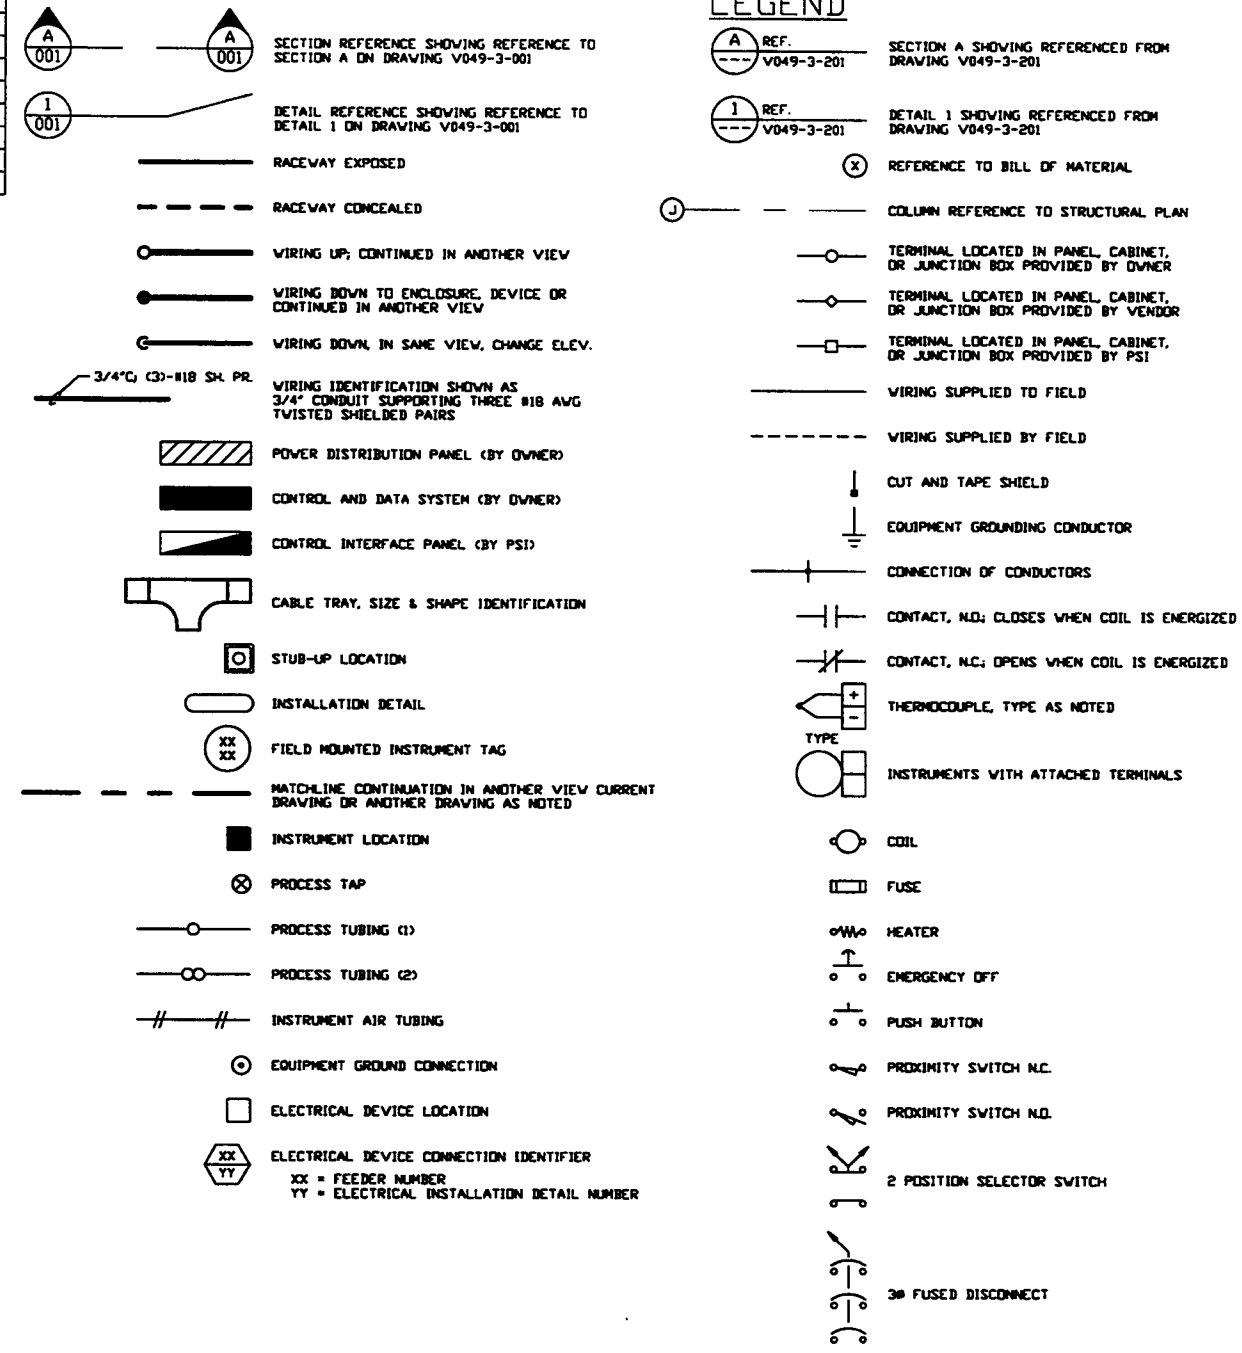 LEGEND
A
001
A
001
SECTION REFERENCE SHOWING REFERENCE TO
SECTION A ON DRAWING V049-3-001
1
001
DETAIL REFERENCE SHOWING REFERENCE TO
DETAIL 1 ON DRAWING V049-3-001
RACEWAY EXPOSED
RACEWAY CONCEALED
WIRING UP; CONTINUED IN ANOTHER VIEW
WIRING DOWN TO ENCLOSURE, DEVICE OR
CONTINUED IN ANOTHER VIEW
WIRING DOWN, IN SAME VIEW, CHANGE ELEV.
3/4"C; (3)-#18 SH. PR.
WIRING IDENTIFICATION SHOWN AS
3/4" CONDUIT SUPPORTING THREE #18 AWG
TWISTED SHIELDED PAIRS
POWER DISTRIBUTION PANEL (BY OWNER)
CONTROL AND DATA SYSTEM (BY OWNER)
CONTROL INTERFACE PANEL (BY PSI)
CABLE TRAY, SIZE & SHAPE IDENTIFICATION
STUB-UP LOCATION
INSTALLATION DETAIL
XX
XX
FIELD MOUNTED INSTRUMENT TAG
MATCHLINE CONTINUATION IN ANOTHER VIEW CURRENT
DRAWING OR ANOTHER DRAWING AS NOTED
INSTRUMENT LOCATION
PROCESS TAP
PROCESS TUBING (1)
PROCESS TUBING (2)
INSTRUMENT AIR TUBING
EQUIPMENT GROUND CONNECTION
ELECTRICAL DEVICE LOCATION
XX
YY
ELECTRICAL DEVICE CONNECTION IDENTIFIER
XX = FEEDER NUMBER
YY = ELECTRICAL INSTALLATION DETAIL NUMBER
A REF.
--- V049-3-201
SECTION A SHOWING REFERENCED FROM
DRAWING V049-3-201
1 REF.
--- V049-3-201
DETAIL 1 SHOWING REFERENCED FROM
DRAWING V049-3-201
X
REFERENCE TO BILL OF MATERIAL
J
COLUMN REFERENCE TO STRUCTURAL PLAN
TERMINAL LOCATED IN PANEL, CABINET,
OR JUNCTION BOX PROVIDED BY OWNER
TERMINAL LOCATED IN PANEL, CABINET,
OR JUNCTION BOX PROVIDED BY VENDOR
TERMINAL LOCATED IN PANEL, CABINET,
OR JUNCTION BOX PROVIDED BY PSI
WIRING SUPPLIED TO FIELD
WIRING SUPPLIED BY FIELD
CUT AND TAPE SHIELD
EQUIPMENT GROUNDING CONDUCTOR
CONNECTION OF CONDUCTORS
CONTACT, N.O.; CLOSES WHEN COIL IS ENERGIZED
CONTACT, N.C.; OPENS WHEN COIL IS ENERGIZED
+
-
THERMOCOUPLE, TYPE AS NOTED
TYPE
INSTRUMENTS WITH ATTACHED TERMINALS
COIL
FUSE
HEATER
EMERGENCY OFF
PUSH BUTTON
PROXIMITY SWITCH N.C.
PROXIMITY SWITCH N.O.
2 POSITION SELECTOR SWITCH
3Ø FUSED DISCONNECT